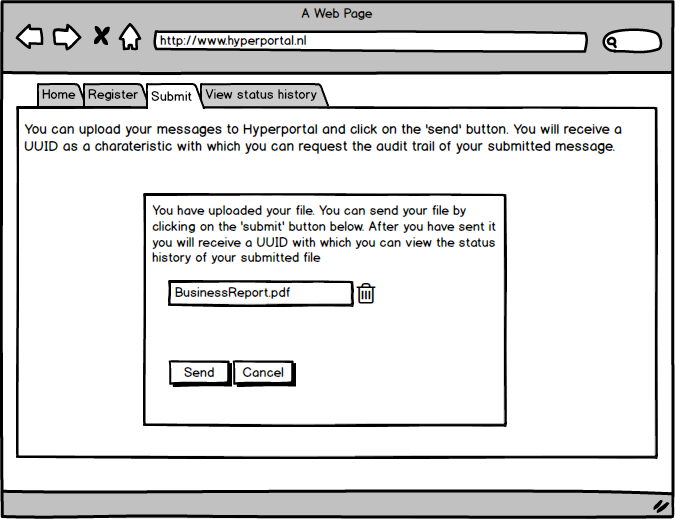 A Web Page
http://www.hyperportal.nl
Home Register Submit View status history
You can upload your messages to Hyperportal and click on the 'send' button. You will receive a
UUID as a charateristic with which you can request the audit trail of your submitted message.
You have uploaded your file. You can send your file by
clicking on the 'submit' button below. After you have sent it
you will receive a UUID with which you can view the status
history of your submitted file
BusinessReport.pdf
Send Cancel